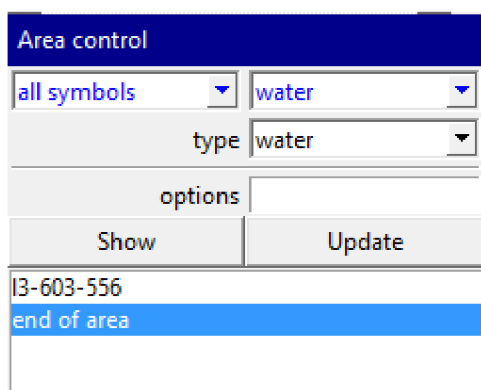 Area control
all symbols water
type water
options
Show Update
l3-603-556
end of area